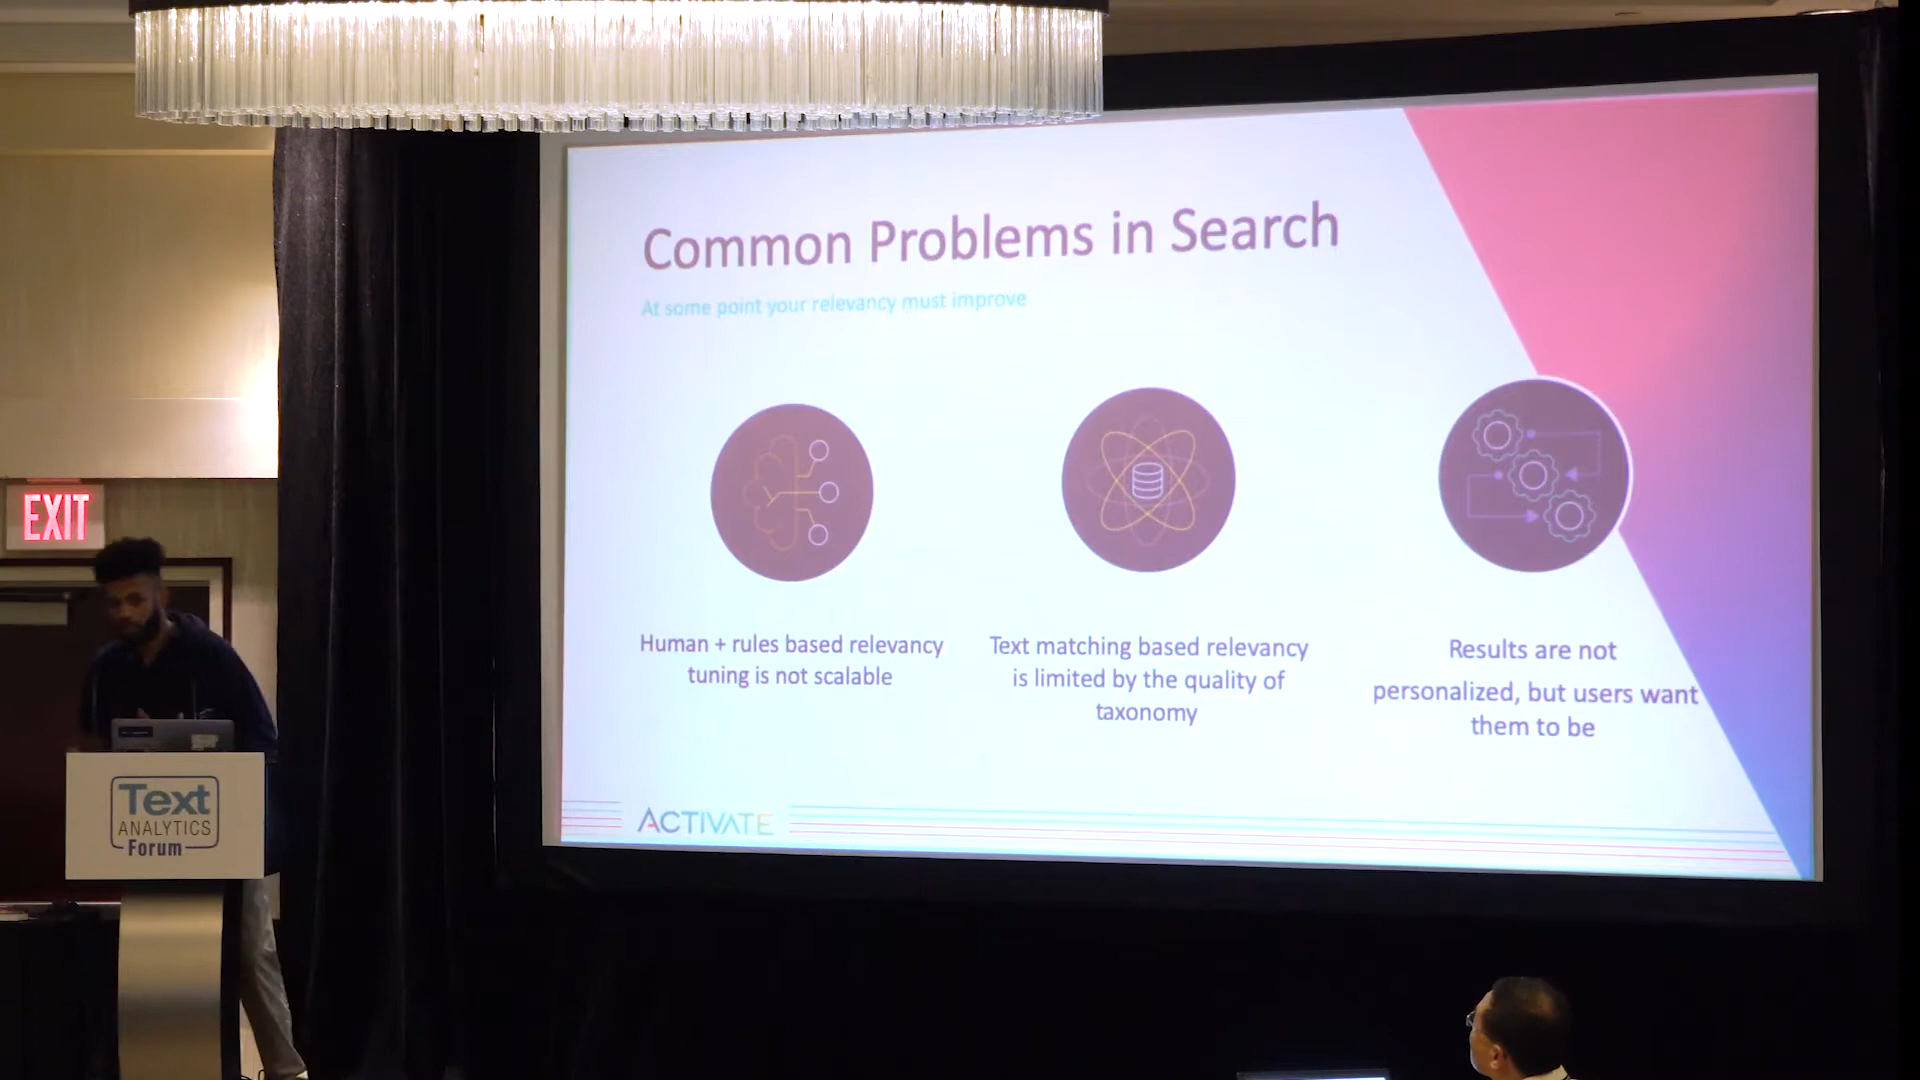 Common Problems in Search
At some point your relevancy must improve
Human + rules based relevancy
tuning is not scalable
Text matching based relevancy
is limited by the quality of
taxonomy
Results are not
personalized, but users want
them to be
ACTIVATE
EXIT
Text
ANALYTICS
Forum